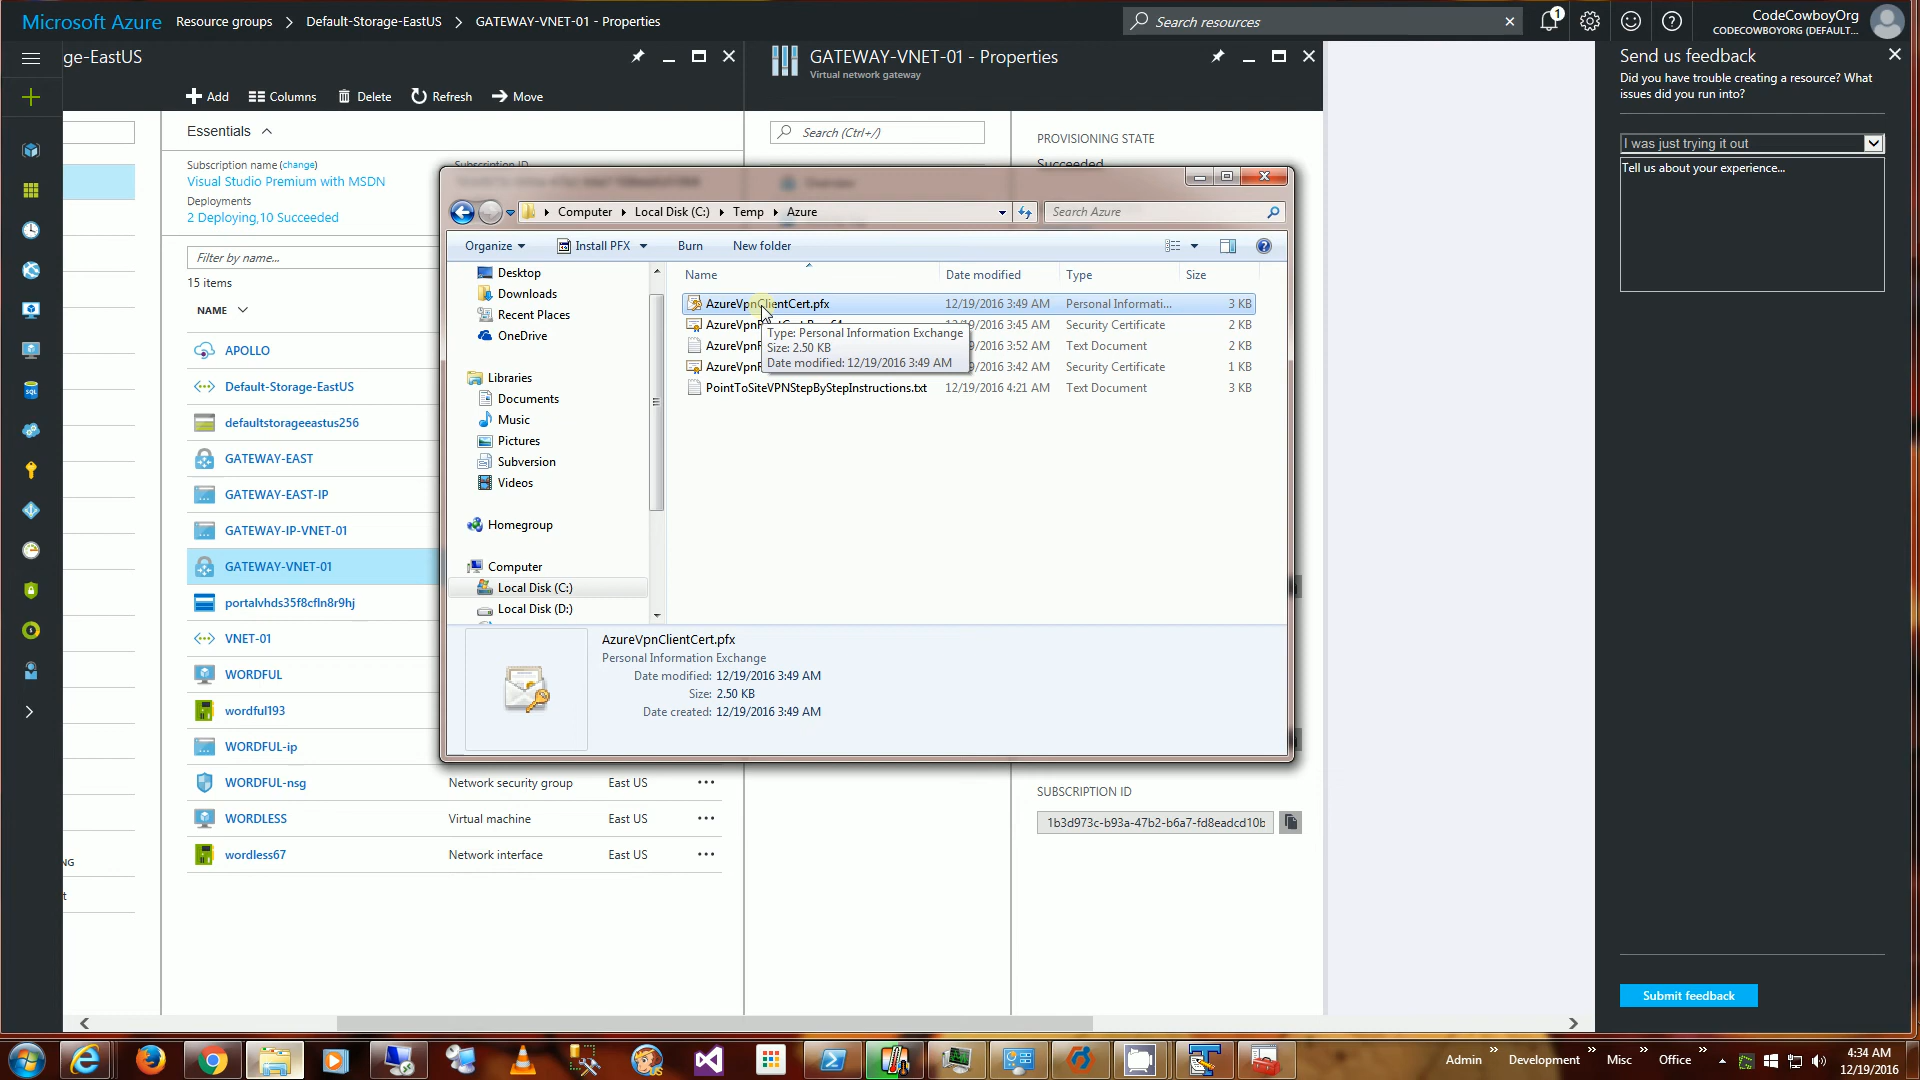 Microsoft Azure Resource groups > Default-Storage-EastUS > GATEWAY-VNET-01 - Properties
Search resources
1
CodeCowboyOrg
CODECOWBOYORG (DEFAULT...
ge-EastUS
Add Columns Delete Refresh Move
Essentials
Subscription name (change)
Visual Studio Premium with MSDN
Deployments
2 Deploying,10 Succeeded
Subscription ID
Filter by name...
15 items
NAME
APOLLO
Default-Storage-EastUS
defaultstorageeastus256
GATEWAY-EAST
GATEWAY-EAST-IP
GATEWAY-IP-VNET-01
GATEWAY-VNET-01
portalvhds35f8cfln8r9hj
VNET-01
WORDFUL
wordful193
WORDFUL-ip
WORDFUL-nsg Network security group East US
WORDLESS Virtual machine East US
wordless67 Network interface East US
NG
t
GATEWAY-VNET-01 - Properties
Virtual network gateway
Search (Ctrl+/)
Overview
PROVISIONING STATE
Succeeded
SUBSCRIPTION ID
1b3d973c-b93a-47b2-b6a7-fd8eadcd10b
Computer Local Disk (C:) Temp Azure
Search Azure
Organize Install PFX Burn New folder
Desktop
Downloads
Recent Places
OneDrive
Libraries
Documents
Music
Pictures
Subversion
Videos
Homegroup
Computer
Local Disk (C:)
Local Disk (D:)
Name Date modified Type Size
AzureVpnClientCert.pfx 12/19/2016 3:49 AM Personal Informati... 3 KB
12/19/2016 3:45 AM Security Certificate 2 KB
12/19/2016 3:52 AM Text Document 2 KB
12/19/2016 3:42 AM Security Certificate 1 KB
PointToSiteVPNStepByStepInstructions.txt 12/19/2016 4:21 AM Text Document 3 KB
Type: Personal Information Exchange
Size: 2.50 KB
Date modified: 12/19/2016 3:49 AM
AzureVpnClientCert.pfx
Personal Information Exchange
Date modified: 12/19/2016 3:49 AM
Size: 2.50 KB
Date created: 12/19/2016 3:49 AM
Send us feedback
Did you have trouble creating a resource? What
issues did you run into?
I was just trying it out
Tell us about your experience...
Submit feedback
Admin Development Misc Office
4:34 AM
12/19/2016